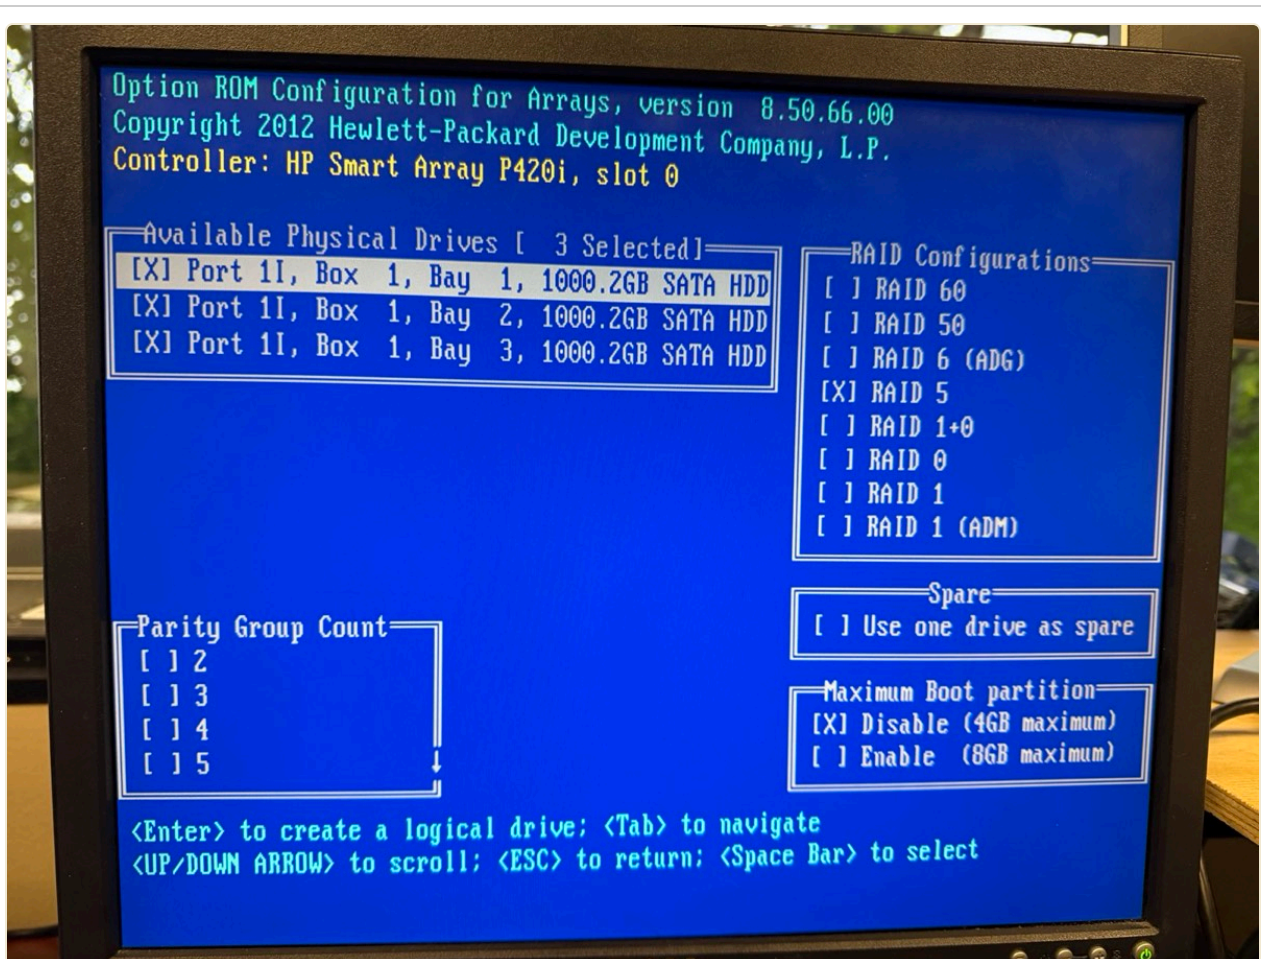 Option ROM Configuration for Arrays, version 8.50.66.00
Copyright 2012 Hewlett-Packard Development Company, L.P.
Controller: HP Smart Array P420i, slot 0
Available Physical Drives [ 3 Selected]
[X] Port 1I, Box 1, Bay 1, 1000.2GB SATA HDD
[X] Port 1I, Box 1, Bay 2, 1000.2GB SATA HDD
[X] Port 1I, Box 1, Bay 3, 1000.2GB SATA HDD
RAID Configurations
[ ] RAID 60
[ ] RAID 50
[ ] RAID 6 (ADG)
[X] RAID 5
[ ] RAID 1+0
[ ] RAID 0
[ ] RAID 1
[ ] RAID 1 (ADM)
Parity Group Count
[ ] 2
[ ] 3
[ ] 4
[ ] 5
Spare
[ ] Use one drive as spare
Maximum Boot partition
[X] Disable (4GB maximum)
[ ] Enable (8GB maximum)
<Enter> to create a logical drive; <Tab> to navigate
<UP/DOWN ARROW> to scroll; <ESC> to return; <Space Bar> to select